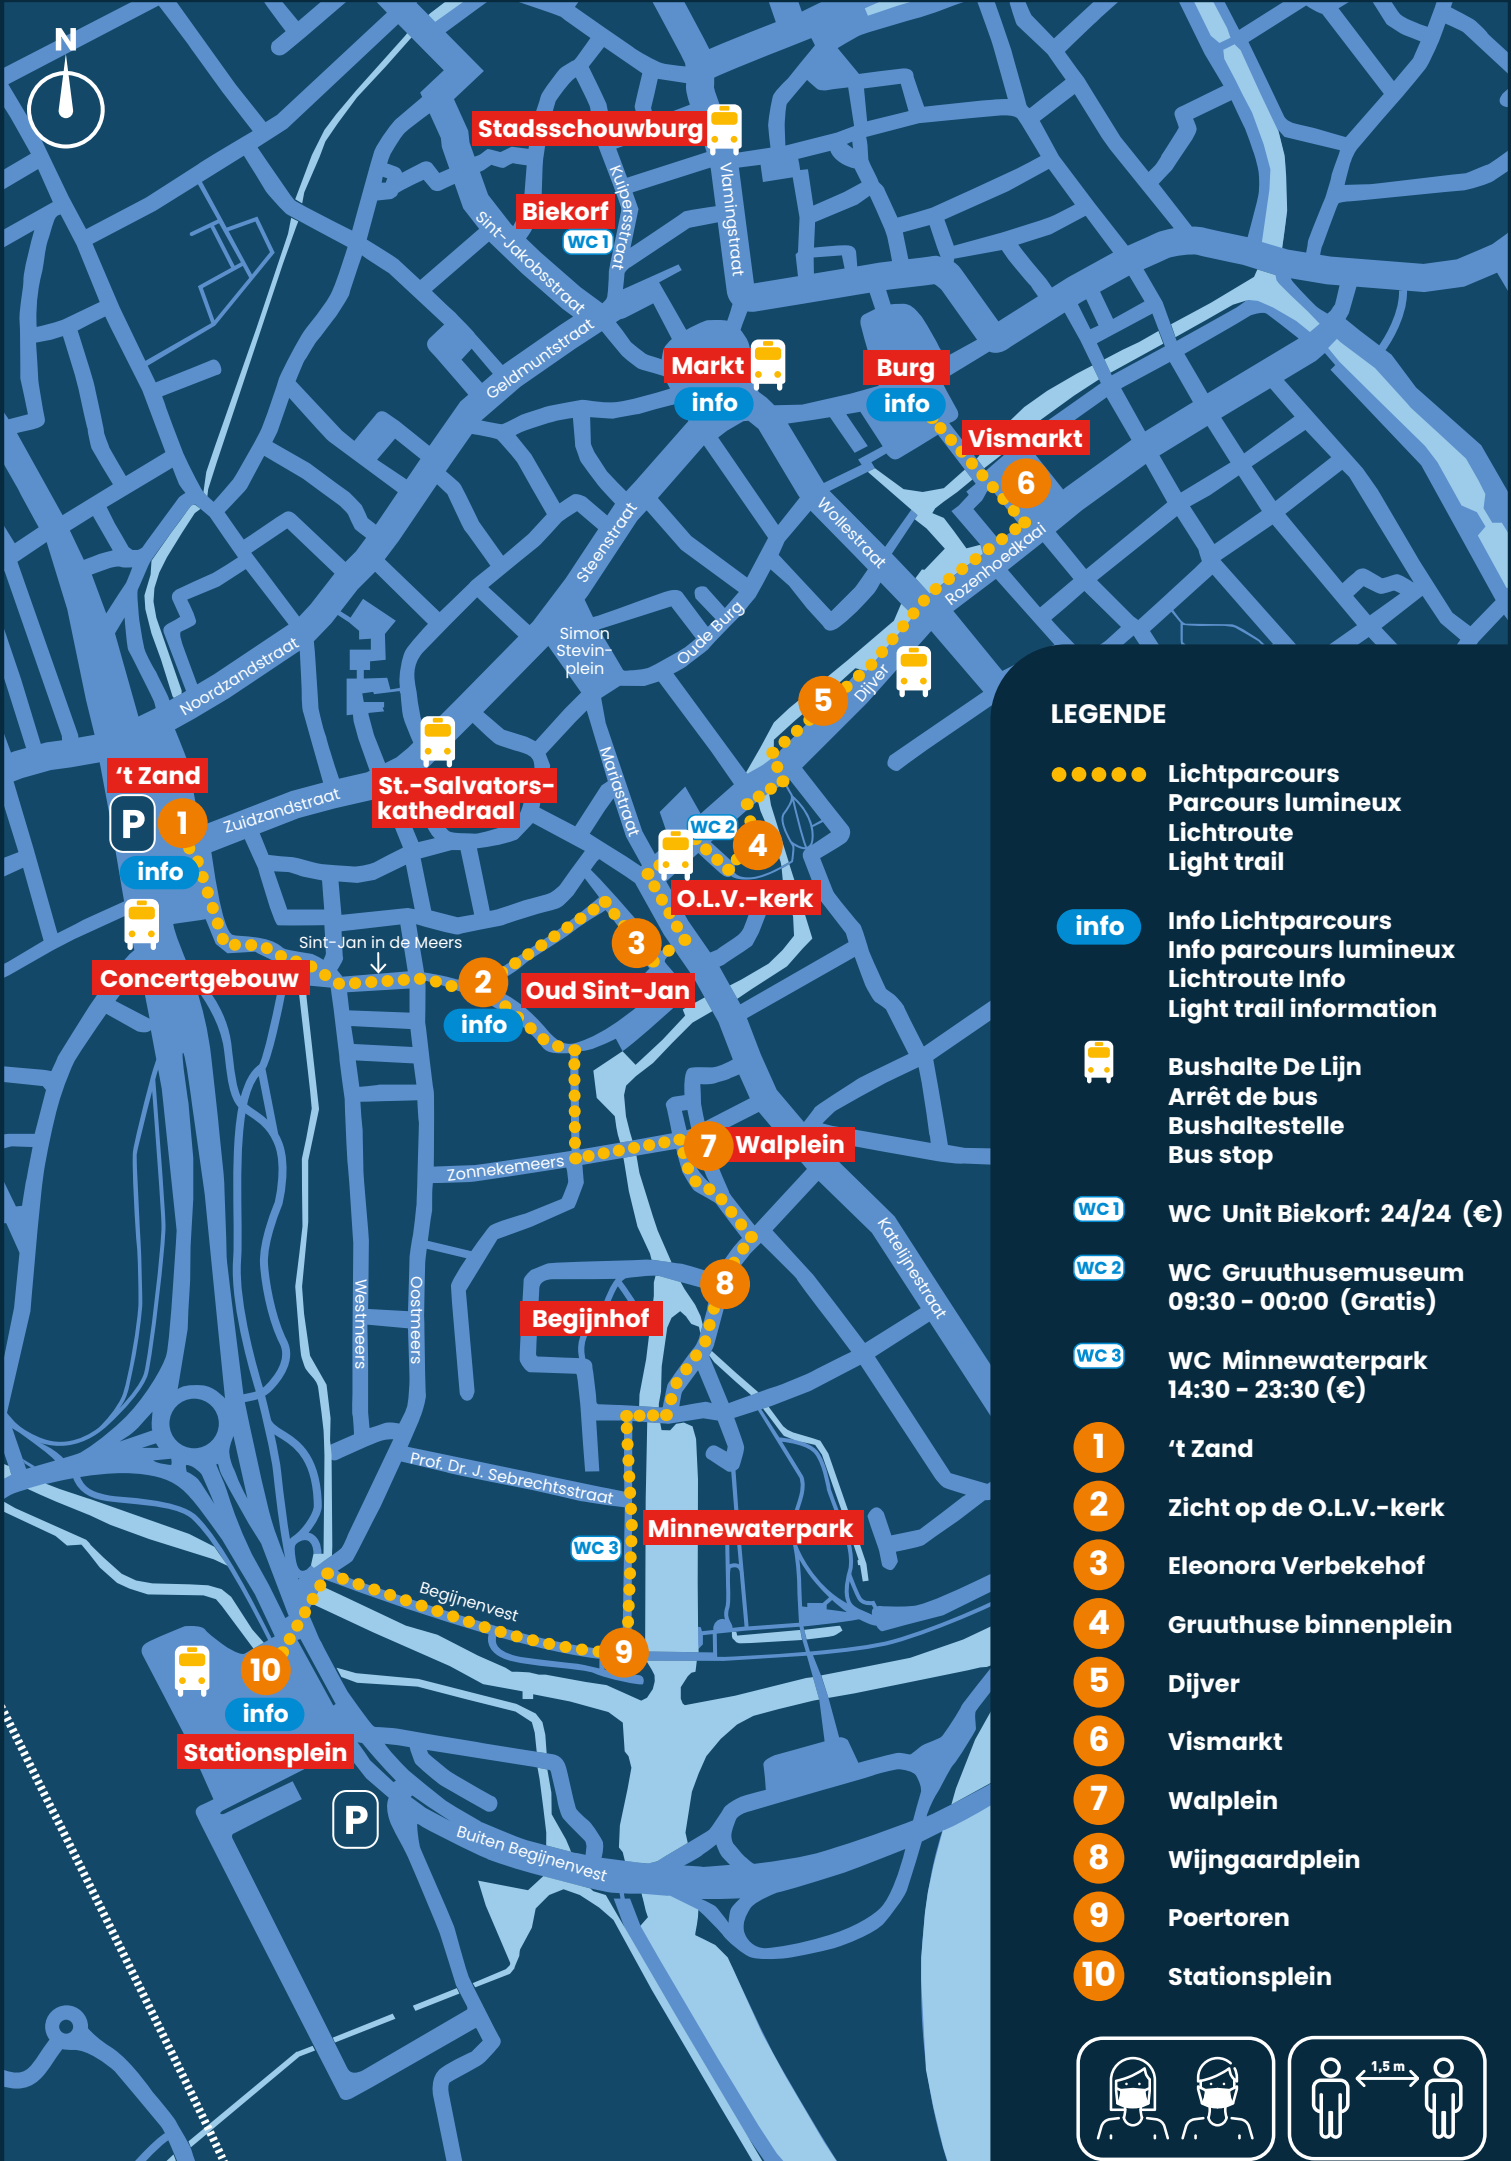 N
Stadsschouwburg
Kuipersstraat
Vlamingstraat
Biekorf
WC 1
Sint-Jakobsstraat
Geldmuntstraat
Markt
info
Burg
info
Vismarkt
6
Wollestraat
Steenstraat
Rozenhoedkaai
Simon
Stevin-
plein
Oude Burg
Noordzandstraat
Dijver
5
‘t Zand
P
1
info
Zuidzandstraat
St.-Salvators-
kathedraal
Mariastraat
WC 2
4
O.L.V.-kerk
Sint-Jan in de Meers
3
Concertgebouw
2
Oud Sint-Jan
info
7
Walplein
Zonnekemeers
Katelijnestraat
8
Westmeers
Oostmeers
Begijnhof
Prof. Dr. J. Sebrechtsstraat
Minnewaterpark
WC 3
Begijnenvest
9
10
info
Stationsplein
P
Buiten Begijnenvest
LEGENDE
Lichtparcours
Parcours lumineux
Lichtroute
Light trail
info
Info Lichtparcours
Info parcours lumineux
Lichtroute Info
Light trail information
Bushalte De Lijn
Arrêt de bus
Bushaltestelle
Bus stop
WC 1 WC Unit Biekorf: 24/24 (€)
WC 2 WC Gruuthusemuseum
09:30 - 00:00 (Gratis)
WC 3 WC Minnewaterpark
14:30 - 23:30 (€)
1 ‘t Zand
2 Zicht op de O.L.V.-kerk
3 Eleonora Verbekehof
4 Gruuthuse binnenplein
5 Dijver
6 Vismarkt
7 Walplein
8 Wijngaardplein
9 Poertoren
10 Stationsplein
1,5 m